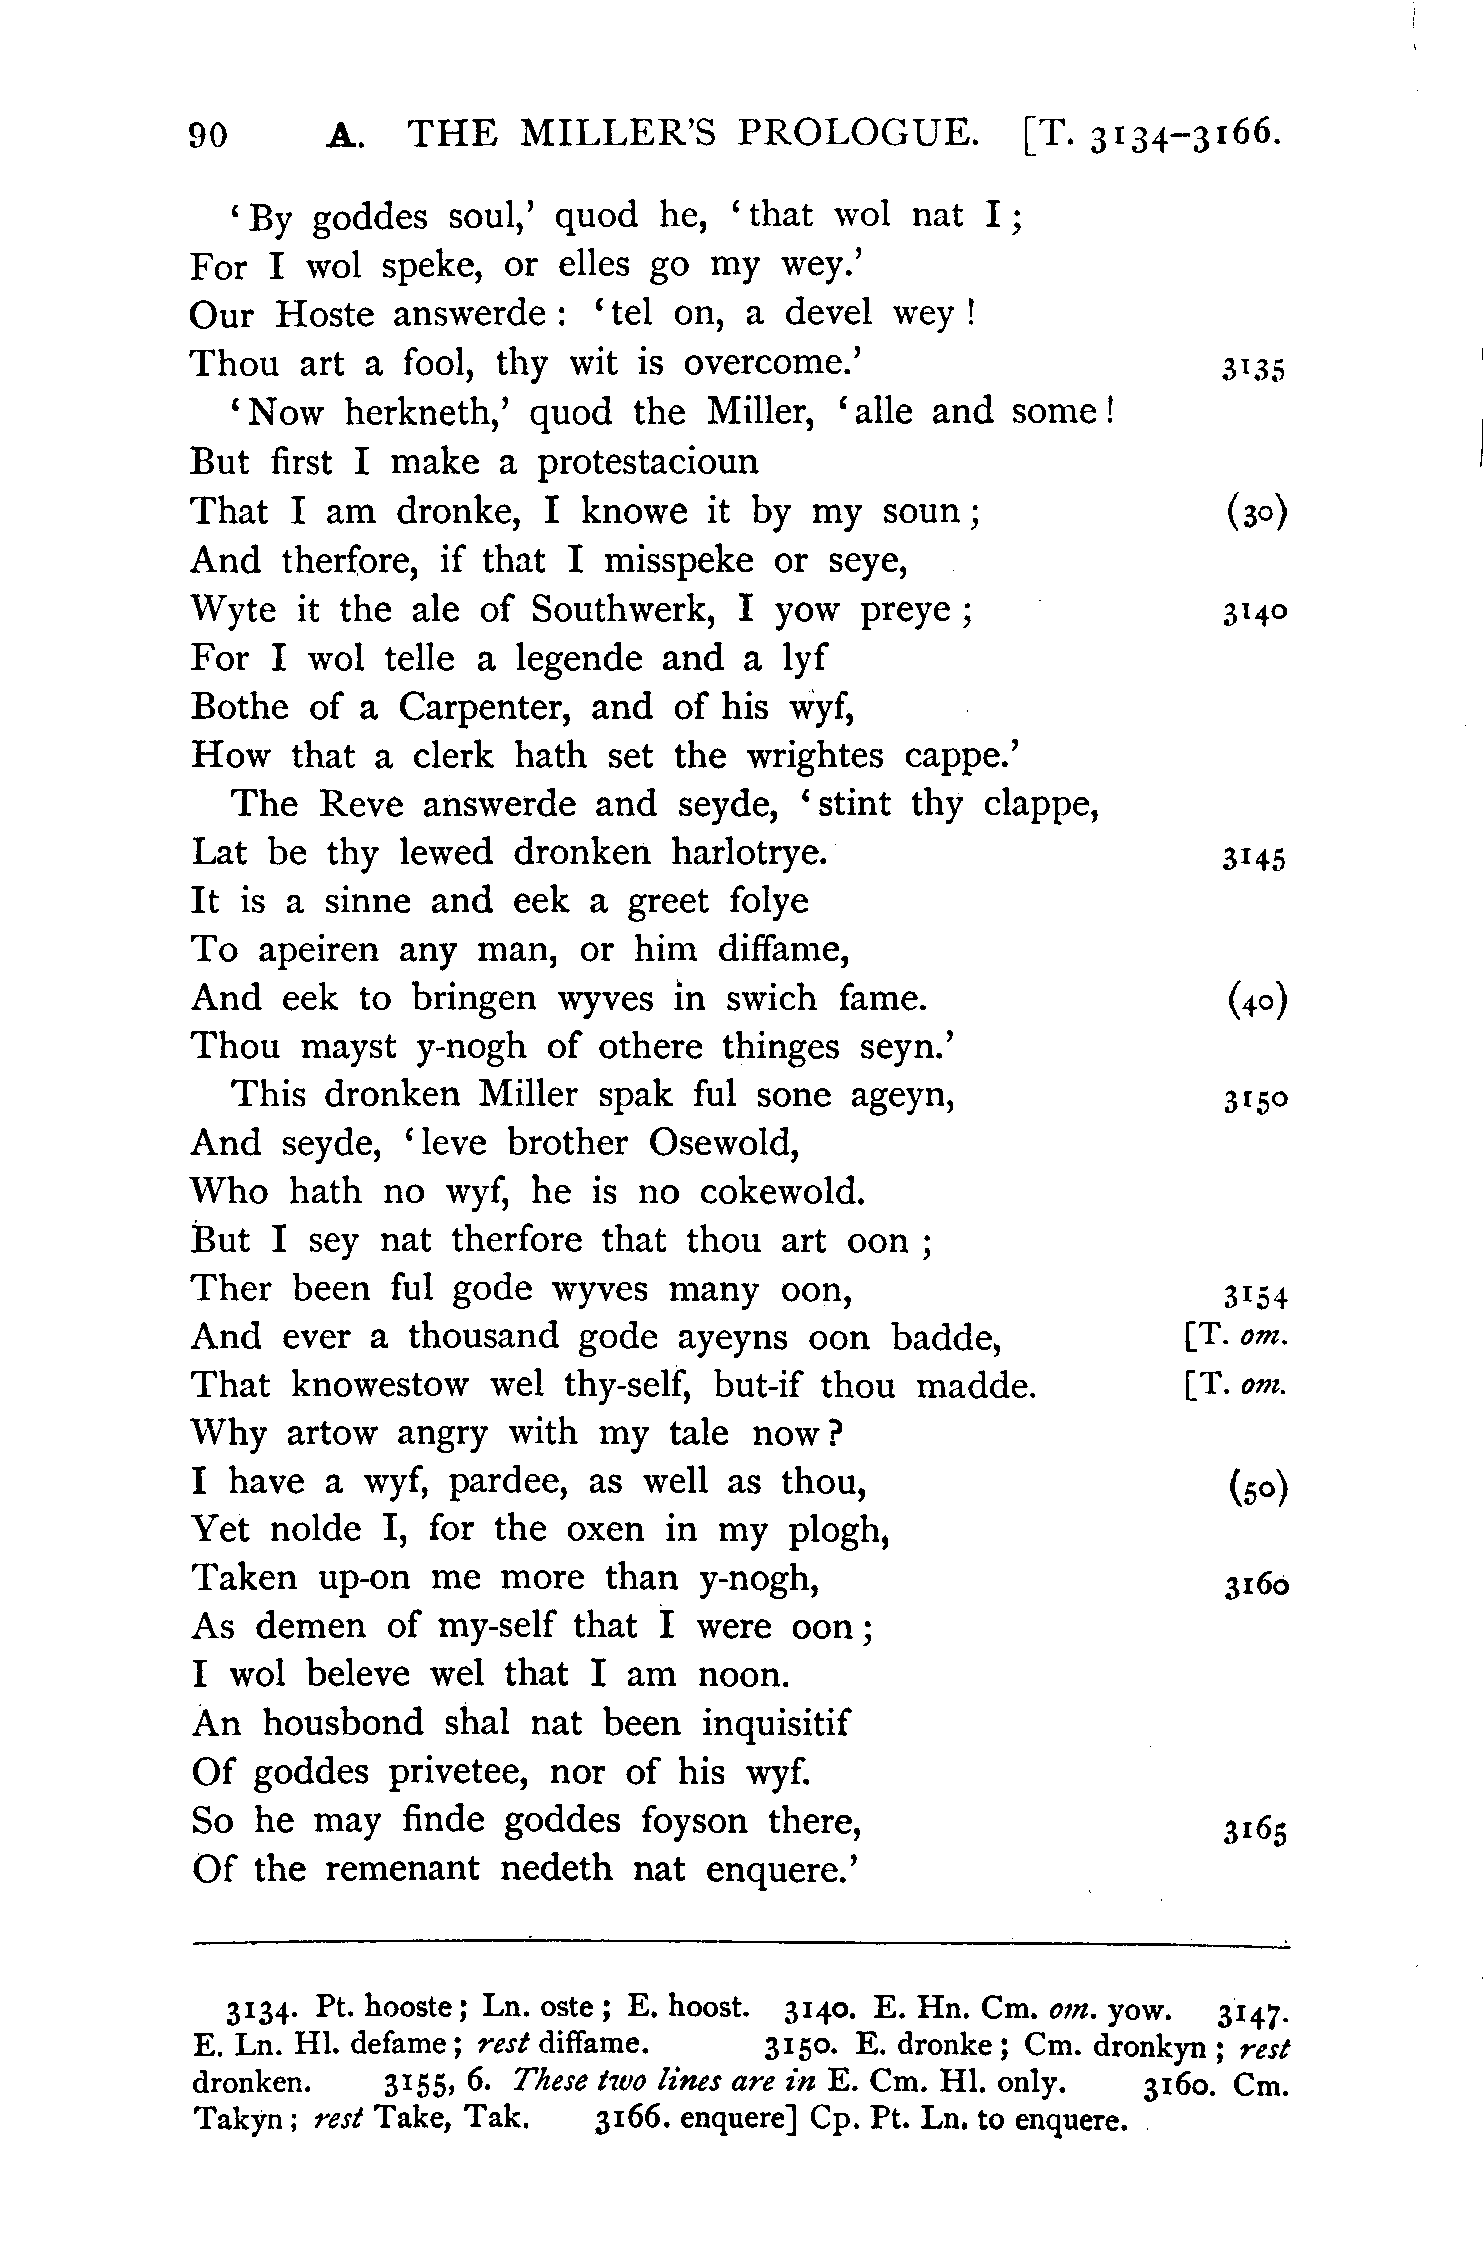 90 A. THE MILLER'S PROLOGUE. [T. 3134–3166.
‘By goddes soul,’ quod he, ‘that wol nat I;
For I wol speke, or elles go my wey.’
Our Hoste answerde: ‘tel on, a devel wey!
Thou art a fool, thy wit is overcome.’ 3135
‘Now herkneth,’ quod the Miller, ‘alle and some!
But first I make a protestacioun
That I am dronke, I knowe it by my soun; (30)
And therfore, if that I misspeke or seye,
Wyte it the ale of Southwerk, I yow preye; 3140
For I wol telle a legende and a lyf
Bothe of a Carpenter, and of his wyf,
How that a clerk hath set the wrightes cappe.’
The Reve answerde and seyde, ‘stint thy clappe,
Lat be thy lewed dronken harlotrye. 3145
It is a sinne and eek a greet folye
To apeiren any man, or him diffame,
And eek to bringen wyves in swich fame. (40)
Thou mayst y-nogh of othere thinges seyn.’
This dronken Miller spak ful sone ageyn, 3150
And seyde, ‘leve brother Osewold,
Who hath no wyf, he is no cokewold.
But I sey nat therfore that thou art oon;
Ther been ful gode wyves many oon, 3154
And ever a thousand gode ayeyns oon badde, [T. om.
That knowestow wel thy-self, but-if thou madde. [T. om.
Why artow angry with my tale now?
I have a wyf, pardee, as well as thou, (50)
Yet nolde I, for the oxen in my plogh,
Taken up-on me more than y-nogh, 3160
As demen of my-self that I were oon;
I wol beleve wel that I am noon.
An housbond shal nat been inquisitif
Of goddes privetee, nor of his wyf.
So he may finde goddes foyson there, 3165
Of the remenant nedeth nat enquere.’
3134. Pt. hooste; Ln. oste; E. hoost. 3140. E. Hn. Cm. om. yow. 3147.
E. Ln. Hl. defame; rest diffame. 3150. E. dronke; Cm. dronkyn; rest
dronken. 3155, 6. These two lines are in E. Cm. Hl. only. 3160. Cm.
Takyn; rest Take, Tak. 3166. enquere] Cp. Pt. Ln. to enquere.